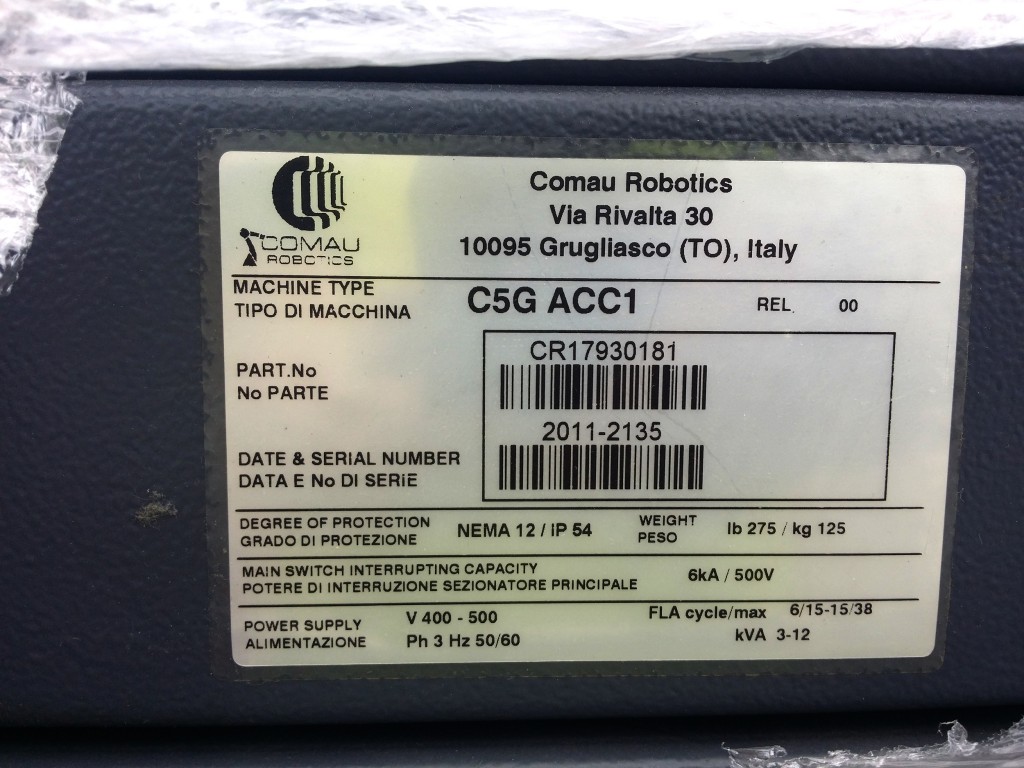 COMAU
ROBOTICS
Comau Robotics
Via Rivalta 30
10095 Grugliasco (TO), Italy
MACHINE TYPE
TIPO DI MACCHINA
C5G ACC1
REL. 00
PART.No
No PARTE
CR17930181
2011-2135
DATE & SERIAL NUMBER
DATA E No DI SERiE
DEGREE OF PROTECTION
GRADO DI PROTEZIONE
NEMA 12 / iP 54
WEIGHT
PESO
lb 275 / kg 125
MAIN SWITCH INTERRUPTING CAPACITY
POTERE DI INTERRUZIONE SEZIONATORE PRINCIPALE
6kA / 500V
POWER SUPPLY
ALIMENTAZIONE
V 400 - 500
Ph 3 Hz 50/60
FLA cycle/max 6/15-15/38
kVA 3-12